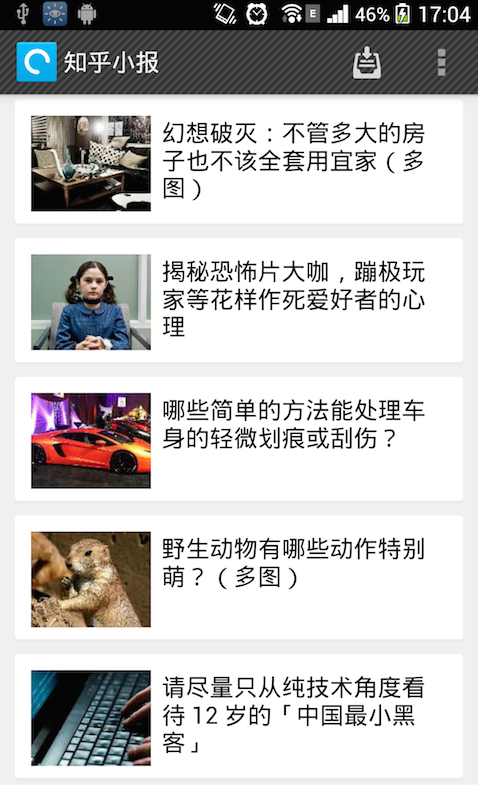 E 46% 17:04
知乎小报
幻想破灭：不管多大的房
子也不该全套用宜家（多
图）
揭秘恐怖片大咖，蹦极玩
家等花样作死爱好者的心
理
哪些简单的方法能处理车
身的轻微划痕或刮伤？
野生动物有哪些动作特别
萌？（多图）
请尽量只从纯技术角度看
待 12 岁的「中国最小黑
客」